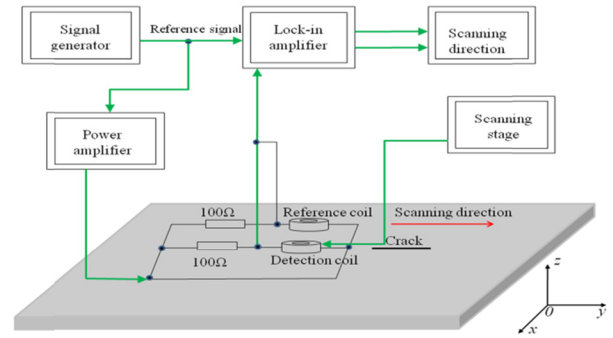 Signal
generator
Reference signal
Lock-in
amplifier
Scanning
direction
Power
amplifier
Scanning
stage
100Ω
Reference coil
Scanning direction
Crack
100Ω
Detection coil
z
0
y
x